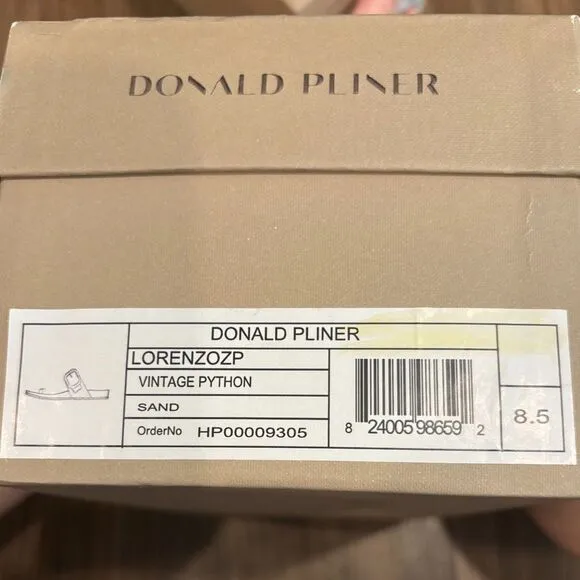 DONALD PLINER
DONALD PLINER
LORENZOZP
VINTAGE PYTHON
SAND
OrderNo HP00009305
8 24005 98659 2
8.5